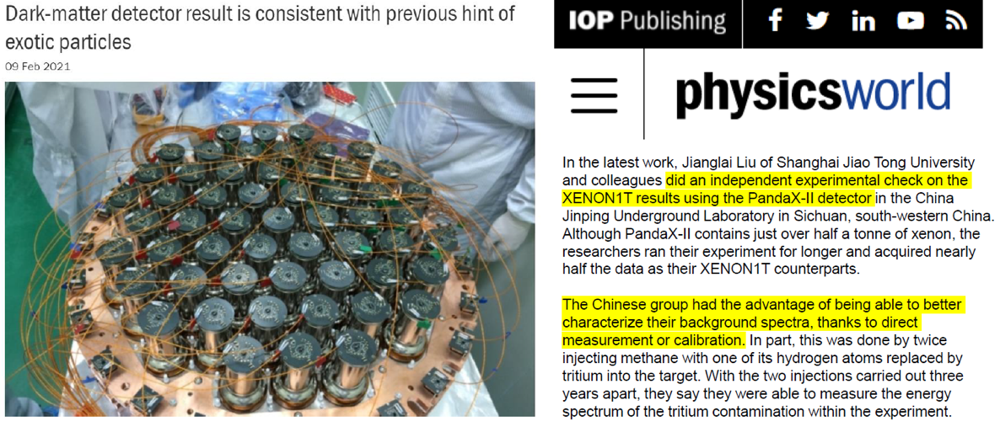 Dark-matter detector result is consistent with previous hint of
exotic particles
09 Feb 2021
IOP Publishing
physicsworld
In the latest work, Jianglai Liu of Shanghai Jiao Tong University
and colleagues did an independent experimental check on the
XENON1T results using the PandaX-II detector in the China
Jinping Underground Laboratory in Sichuan, south-western China.
Although PandaX-II contains just over half a tonne of xenon, the
researchers ran their experiment for longer and acquired nearly
half the data as their XENON1T counterparts.
The Chinese group had the advantage of being able to better
characterize their background spectra, thanks to direct
measurement or calibration. In part, this was done by twice
injecting methane with one of its hydrogen atoms replaced by
tritium into the target. With the two injections carried out three
years apart, they say they were able to measure the energy
spectrum of the tritium contamination within the experiment.